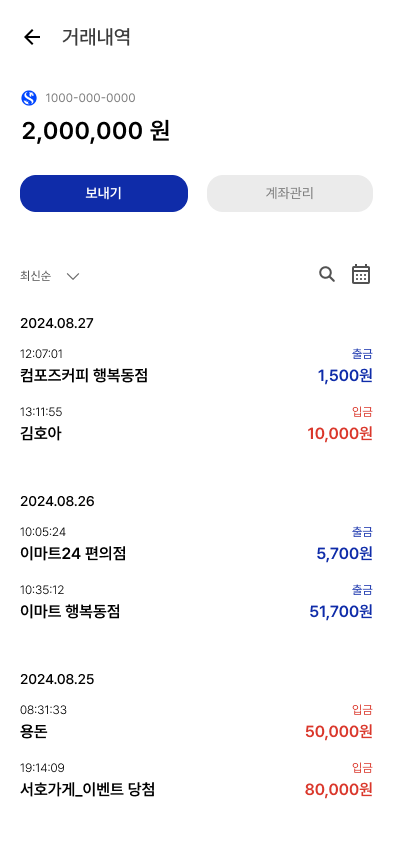 거래내역
1000-000-0000
2,000,000 원
보내기
계좌관리
최신순
2024.08.27
12:07:01 출금
컴포즈커피 행복동점 1,500원
13:11:55 입금
김호아 10,000원
2024.08.26
10:05:24 출금
이마트24 편의점 5,700원
10:35:12 출금
이마트 행복동점 51,700원
2024.08.25
08:31:33 입금
용돈 50,000원
19:14:09 입금
서호가게_이벤트 당첨 80,000원